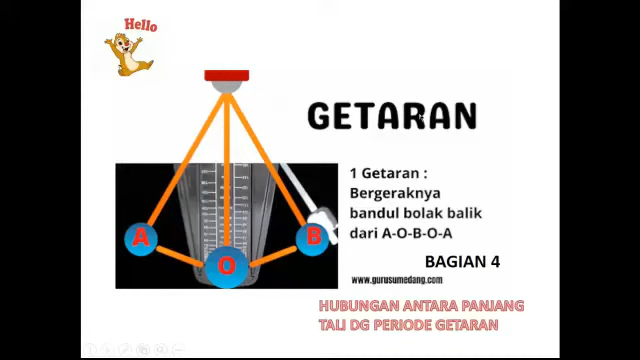 Hello
GETARAN
1 Getaran :
Bergeraknya
bandul bolak balik
dari A-O-B-O-A
A
B
O
BAGIAN 4
www.gurusumedang.com
HUBUNGAN ANTARA PANJANG
TALI DG PERIODE GETARAN